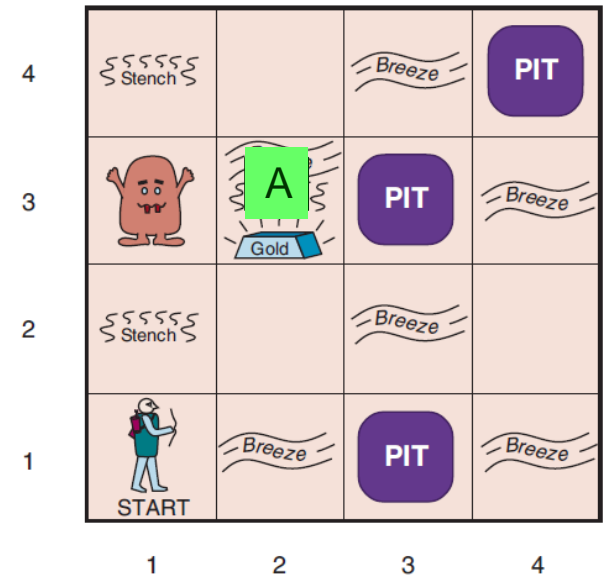 4 Stench Breeze PIT
3 A PIT Breeze
Gold
2 Stench Breeze
1 Breeze PIT Breeze
START
1 2 3 4